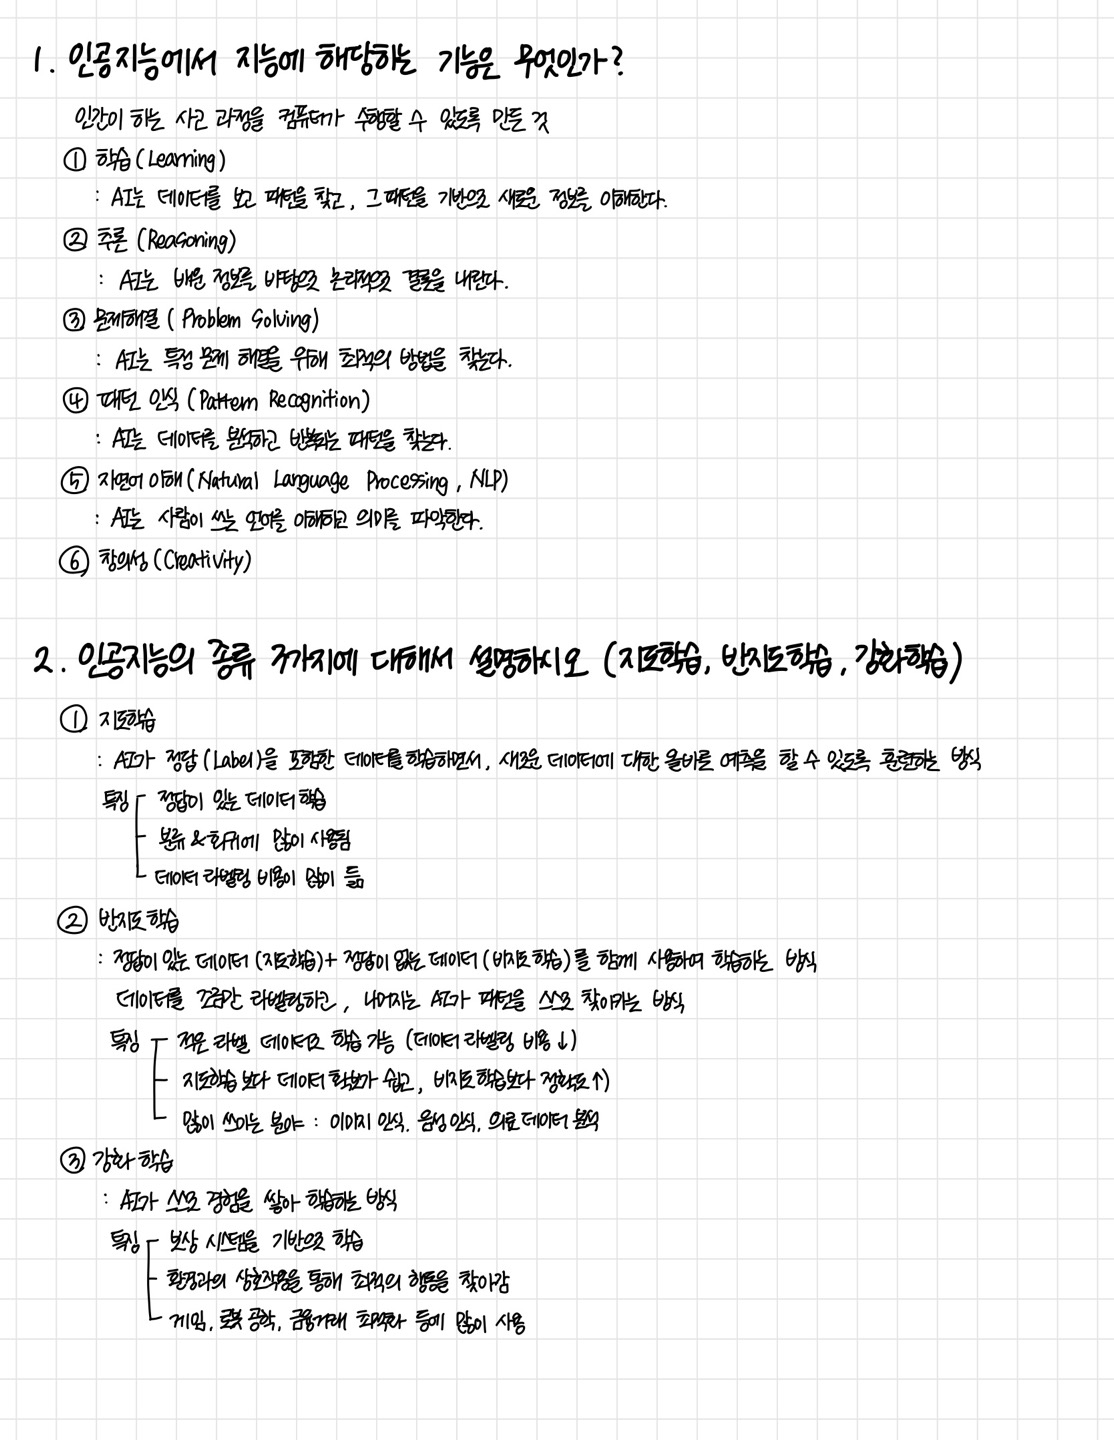 1. 인공지능에서 지능에 해당하는 기능은 무엇인가?
인간이 하는 사고 과정을 컴퓨터가 수행할 수 있도록 만든 것
① 학습 (Learning)
: AI는 데이터를 보고 패턴을 찾고, 그 패턴을 기반으로 새로운 정보를 이해한다.
② 추론 (Reasoning)
: AI는 배운 정보를 바탕으로 논리적으로 결론을 내린다.
③ 문제해결 ( Problem Solving)
: AI는 특정 문제 해결을 위해 최적의 방법을 찾는다.
④ 패턴 인식 (Pattern Recognition)
: AI는 데이터를 분석하고 반복되는 패턴을 찾는다.
⑤ 자연어 이해 (Natural Language Processing, NLP)
: AI는 사람이 쓰는 언어를 이해하고 의미를 파악한다.
⑥ 창의성 (Creativity)
2. 인공지능의 종류 3가지에 대해서 설명하시오 (지도학습, 반지도학습, 강화학습)
① 지도학습
: AI가 정답 (Label)을 포함한 데이터를 학습하면서, 새로운 데이터에 대한 올바른 예측을 할 수 있도록 훈련하는 방식
특징 정답이 있는 데이터 학습
분류 & 회귀에 많이 사용됨
데이터 라벨링 비용이 많이 듦
② 반지도학습
: 정답이 있는 데이터 (지도학습) + 정답이 없는 데이터 (비지도학습)를 함께 사용하여 학습하는 방식
데이터를 조금만 라벨링하고, 나머지는 AI가 패턴을 스스로 찾아가는 방식
특징 적은 라벨 데이터로 학습 가능 (데이터 라벨링 비용 ↓)
지도학습 보다 데이터 확보가 쉽고, 비지도학습보다 정확도 ↑)
많이 쓰이는 분야 : 이미지 인식, 음성 인식, 의료 데이터 분석
③ 강화 학습
: AI가 스스로 경험을 쌓아 학습하는 방식
특징 보상 시스템을 기반으로 학습
환경과의 상호작용을 통해 최적의 행동을 찾아감
게임, 로봇 공학, 금융거래 최적화 등에 많이 사용